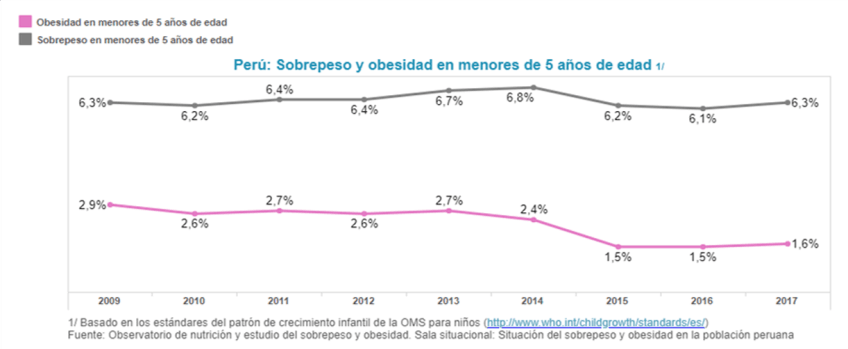 Obesidad en menores de 5 años de edad
Sobrepeso en menores de 5 años de edad
Perú: Sobrepeso y obesidad en menores de 5 años de edad 1/
6,3% 6,2% 6,4% 6,4% 6,7% 6,8% 6,2% 6,1% 6,3%
2,9% 2,6% 2,7% 2,6% 2,7% 2,4% 1,5% 1,5% 1,6%
2009 2010 2011 2012 2013 2014 2015 2016 2017
1/ Basado en los estándares del patrón de crecimiento infantil de la OMS para niños (http://www.who.int/childgrowth/standards/es/)
Fuente: Observatorio de nutrición y estudio del sobrepeso y obesidad. Sala situacional: Situación del sobrepeso y obesidad en la población peruana